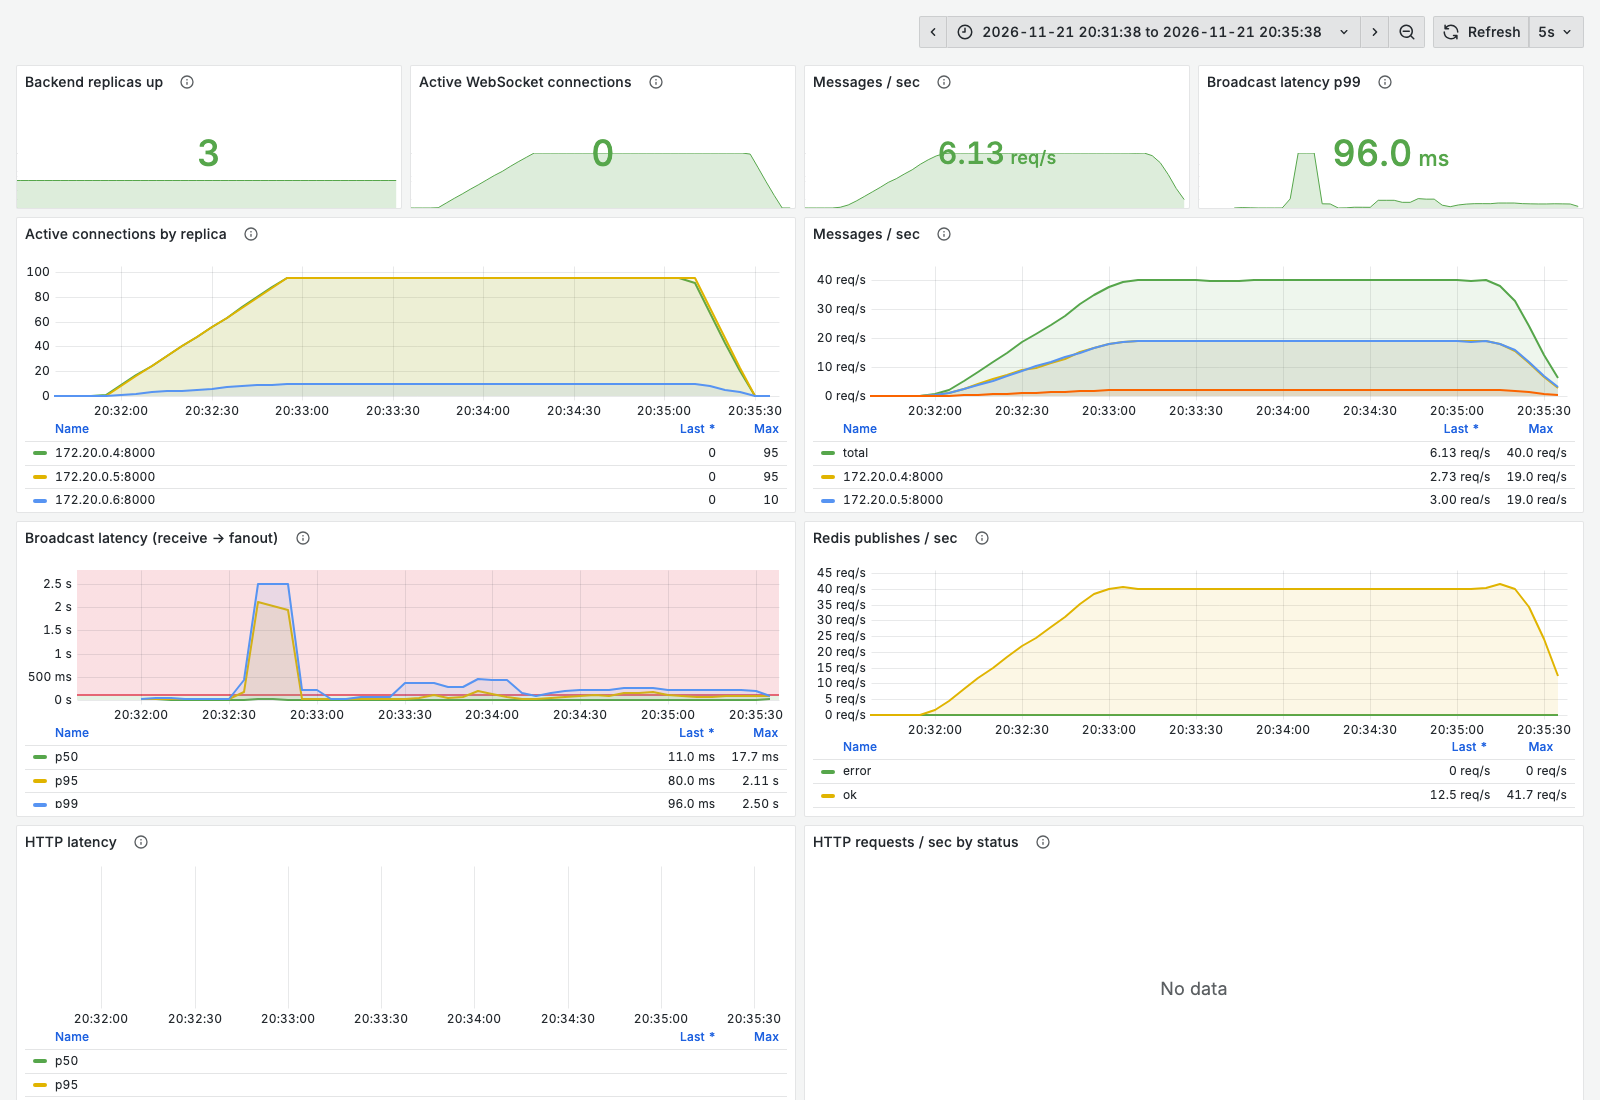 2026-11-21 20:31:38 to 2026-11-21 20:35:38 Refresh 5s
Backend replicas up
3
Active WebSocket connections
0
Messages / sec
6.13 req/s
Broadcast latency p99
96.0 ms
Active connections by replica
100
80
60
40
20
0
20:32:00 20:32:30 20:33:00 20:33:30 20:34:00 20:34:30 20:35:00 20:35:30
Name Last * Max
172.20.0.4:8000 0 95
172.20.0.5:8000 0 95
172.20.0.6:8000 0 10
Messages / sec
40 req/s
30 req/s
20 req/s
10 req/s
0 req/s
20:32:00 20:32:30 20:33:00 20:33:30 20:34:00 20:34:30 20:35:00 20:35:30
Name Last * Max
total 6.13 req/s 40.0 req/s
172.20.0.4:8000 2.73 req/s 19.0 req/s
172.20.0.5:8000 3.00 req/s 19.0 req/s
Broadcast latency (receive → fanout)
2.5 s
2 s
1.5 s
1 s
500 ms
0 s
20:32:00 20:32:30 20:33:00 20:33:30 20:34:00 20:34:30 20:35:00 20:35:30
Name Last * Max
p50 11.0 ms 17.7 ms
p95 80.0 ms 2.11 s
p99 96.0 ms 2.50 s
Redis publishes / sec
45 req/s
40 req/s
35 req/s
30 req/s
25 req/s
20 req/s
15 req/s
10 req/s
5 req/s
0 req/s
20:32:00 20:32:30 20:33:00 20:33:30 20:34:00 20:34:30 20:35:00 20:35:30
Name Last * Max
error 0 req/s 0 req/s
ok 12.5 req/s 41.7 req/s
HTTP latency
20:32:00 20:32:30 20:33:00 20:33:30 20:34:00 20:34:30 20:35:00 20:35:30
Name Last * Max
p50
p95
HTTP requests / sec by status
No data